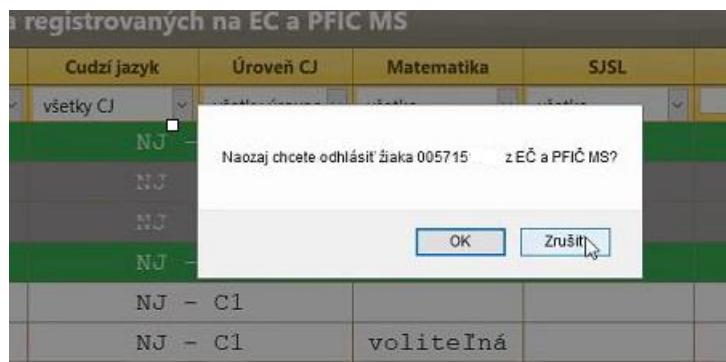 registrovaných na EC a PFIC MS
Cudzí jazyk Úroveň CJ Matematika SJSL
všetky CJ
NJ -
Naozaj chcete odhlásiť žiaka 005715 z EČ a PFIČ MS?
NJ
NJ
OK Zrušiť
NJ -
NJ - C1
NJ - C1 voliteľná